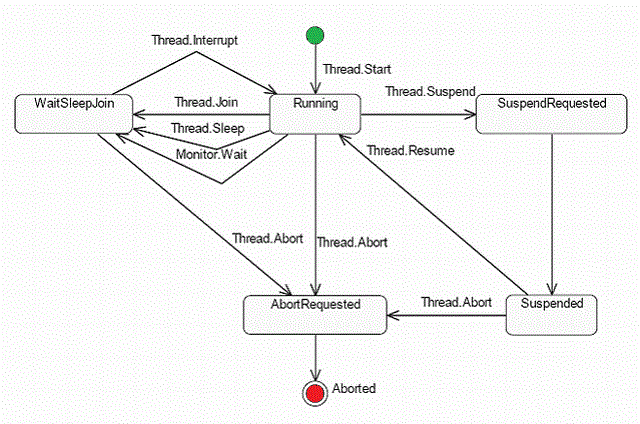 Thread.Interrupt
Thread.Start
Thread.Suspend
WaitSleepJoin
Thread.Join
Running
SuspendRequested
Thread.Sleep
Monitor.Wait
Thread.Resume
Thread.Abort
Thread.Abort
AbortRequested
Thread.Abort
Suspended
Aborted